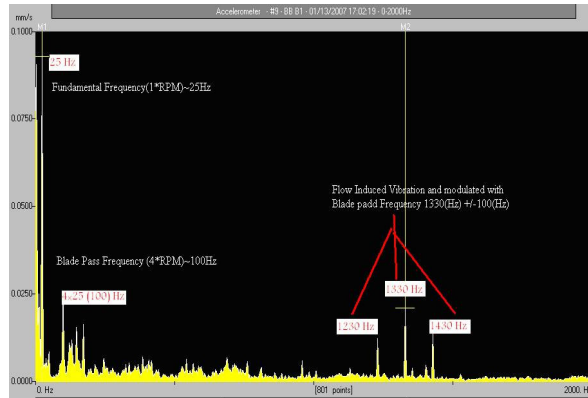 Accelerometer - #9 - BB B1 - 01/13/2007 17:02:19 - 0-2000Hz
mm/s
M1
M2
0.1000
25 Hz
Fundamental Frequency(1*RPM)~25Hz
0.0750
Flow Induced Vibration and modulated with
Blade padd Frequency 1330(Hz) +/-100(Hz)
0.0500
Blade Pass Frequency (4*RPM)~100Hz
0.0250
4x25 (100) Hz
1330 Hz
1230 Hz
1430 Hz
0.0000
0. Hz
[801 points]
2000. H